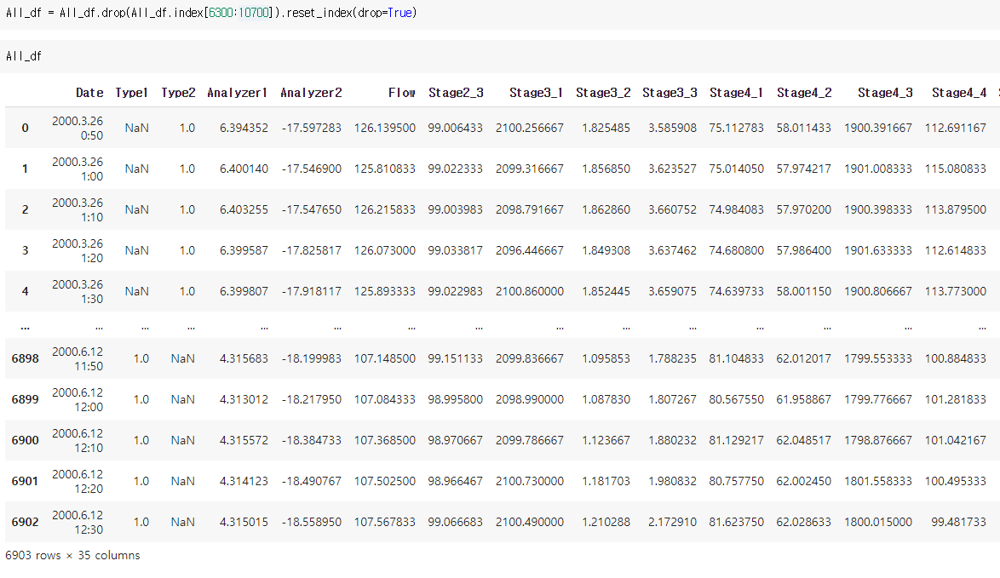 All_df = All_df.drop(All_df.index[6300:10700]).reset_index(drop=True)
All_df
Date Type1 Type2 Analyzer1 Analyzer2 Flow Stage2_3 Stage3_1 Stage3_2 Stage3_3 Stage4_1 Stage4_2 Stage4_3 Stage4_4
0 2000.3.26 0:50 NaN 1.0 6.394352 -17.597283 126.139500 99.006433 2100.256667 1.825485 3.585908 75.112783 58.011433 1900.391667 112.691167
1 2000.3.26 1:00 NaN 1.0 6.400140 -17.546900 125.810833 99.022333 2099.316667 1.856850 3.623527 75.014050 57.974217 1901.008333 115.080833
2 2000.3.26 1:10 NaN 1.0 6.403255 -17.547650 126.215833 99.003983 2098.791667 1.862860 3.660752 74.984083 57.970200 1900.398333 113.879500
3 2000.3.26 1:20 NaN 1.0 6.399587 -17.825817 126.073000 99.033817 2096.446667 1.849308 3.637462 74.680800 57.986400 1901.633333 112.614833
4 2000.3.26 1:30 NaN 1.0 6.399807 -17.918117 125.893333 99.022983 2100.860000 1.852445 3.659075 74.639733 58.001150 1900.806667 113.773000
... ... ... ... ... ... ... ... ... ... ... ... ... ... ...
6898 2000.6.12 11:50 1.0 NaN 4.315683 -18.199983 107.148500 99.151133 2099.836667 1.095853 1.788235 81.104833 62.012017 1799.553333 100.884833
6899 2000.6.12 12:00 1.0 NaN 4.313012 -18.217950 107.084333 98.995800 2098.990000 1.087830 1.807267 80.567550 61.958867 1799.776667 101.281833
6900 2000.6.12 12:10 1.0 NaN 4.315572 -18.384733 107.368500 98.970667 2099.786667 1.123667 1.880232 81.129217 62.048517 1798.876667 101.042167
6901 2000.6.12 12:20 1.0 NaN 4.314123 -18.490767 107.502500 98.966467 2100.730000 1.181703 1.980832 80.757750 62.002450 1801.558333 100.495333
6902 2000.6.12 12:30 1.0 NaN 4.315015 -18.558950 107.567833 99.066683 2100.490000 1.210288 2.172910 81.623750 62.028633 1800.015000 99.481733
6903 rows × 35 columns